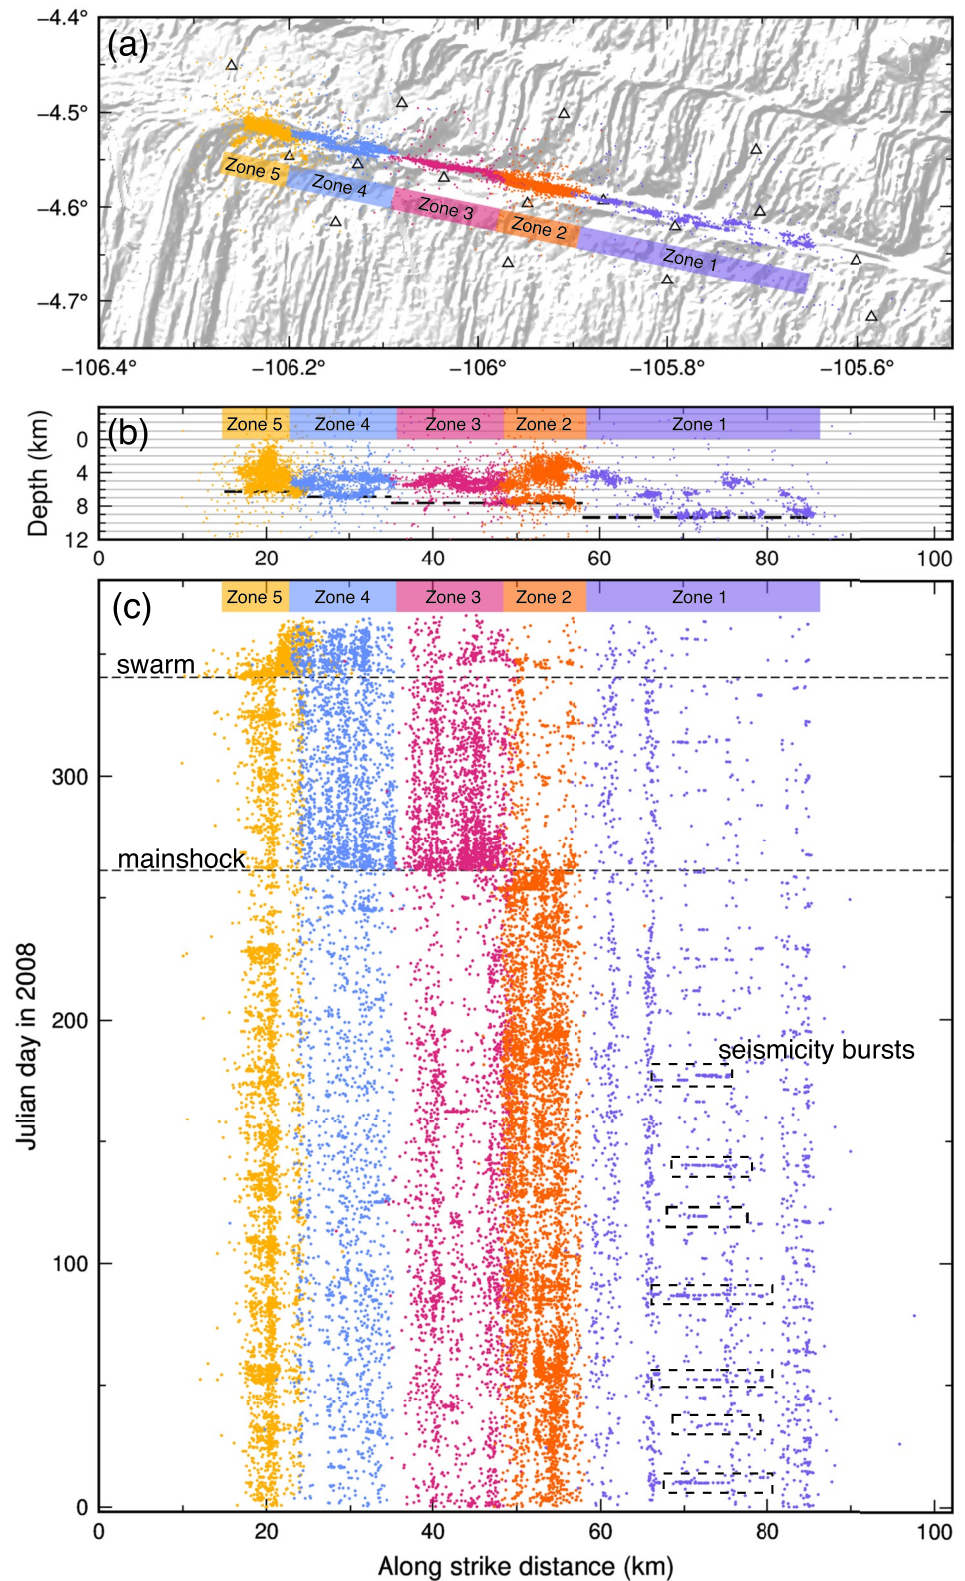 (a)
−4.4°
−4.5°
−4.6°
−4.7°
Zone 5
Zone 4
Zone 3
Zone 2
Zone 1
−106.4° −106.2° −106° −105.8° −105.6°
(b)
Zone 5 Zone 4 Zone 3 Zone 2 Zone 1
Depth (km)
0
4
8
12
0 20 40 60 80 100
(c)
Zone 5 Zone 4 Zone 3 Zone 2 Zone 1
swarm
300
mainshock
Julian day in 2008
200
seismicity bursts
100
0
0 20 40 60 80 100
Along strike distance (km)